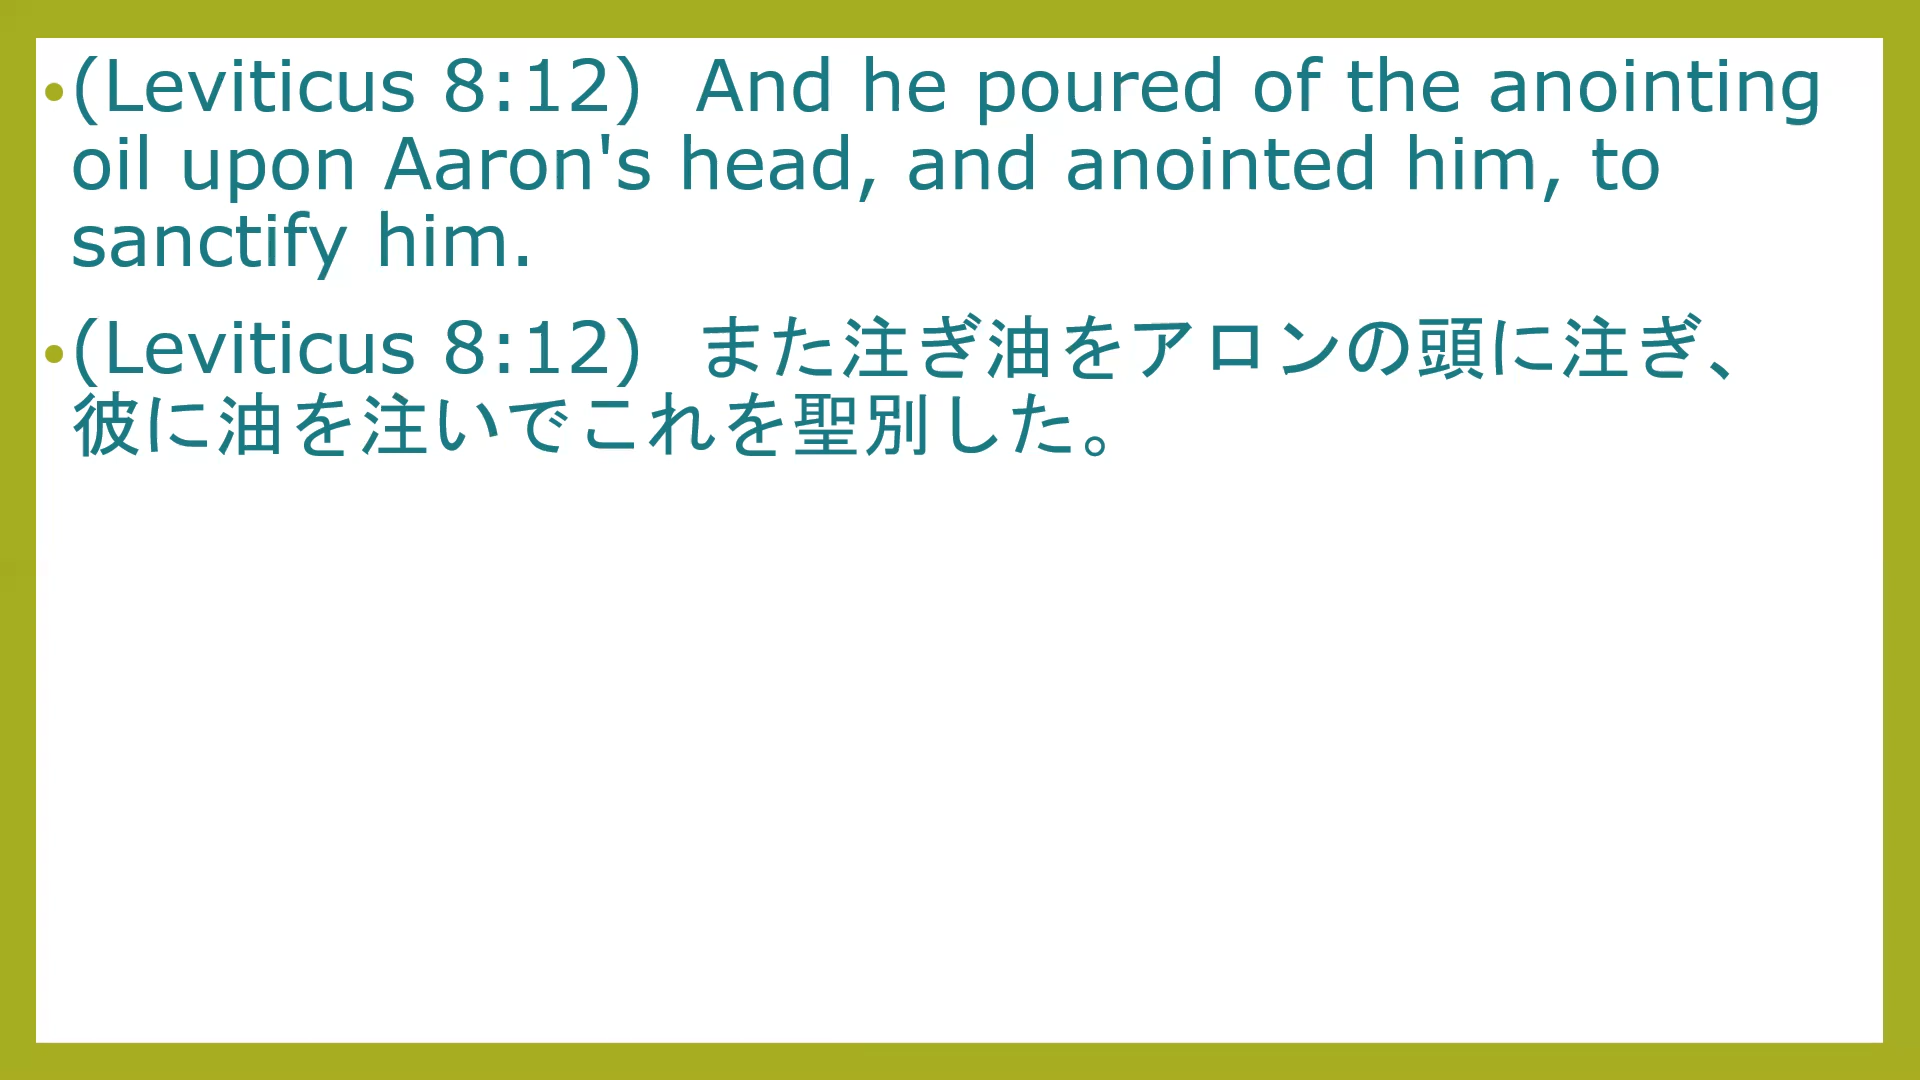 •(Leviticus 8:12)  And he poured of the anointing
oil upon Aaron's head, and anointed him, to
sanctify him.
•(Leviticus 8:12)  また注ぎ油をアロンの頭に注ぎ、
彼に油を注いでこれを聖別した。